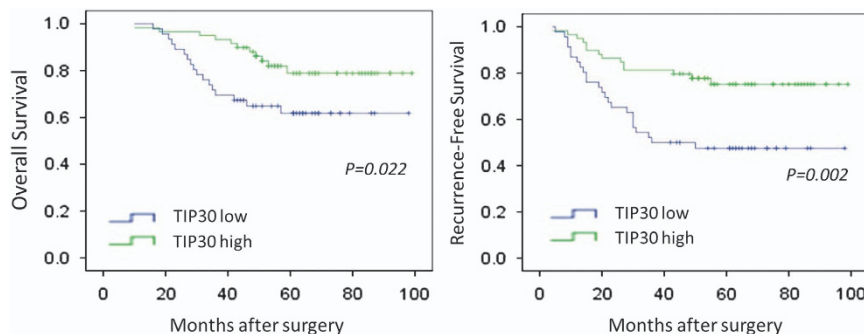 Overall Survival
1.0
0.8
0.6
0.4
0.2
0.0
P=0.022
TIP30 low
TIP30 high
0 20 40 60 80 100
Months after surgery
Recurrence-Free Survival
1.0
0.8
0.6
0.4
0.2
0.0
P=0.002
TIP30 low
TIP30 high
0 20 40 60 80 100
Months after surgery